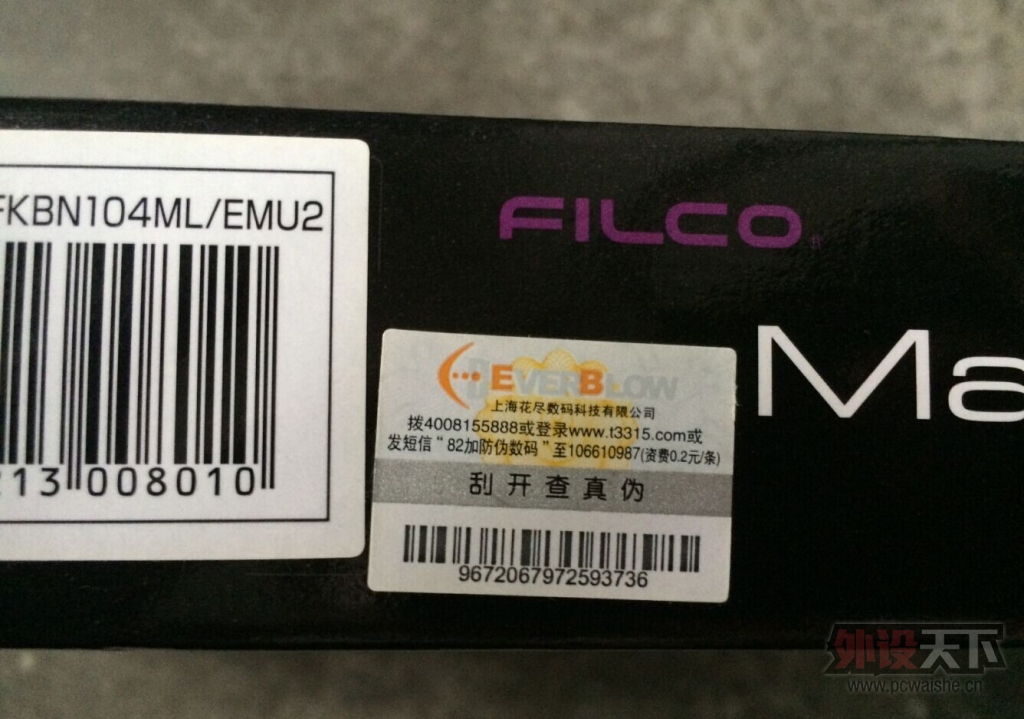 FKBN104ML/EMU2
213 008010
FILCO
Ma
EVERBLOW
上海花尽数码科技有限公司
拨4008155888或登录www.t3315.com或
发短信“82加防伪数码”至106610987(资费0.2元/条)
刮开查真伪
9672067972593736
外设天下
www.pcwaishe.cn